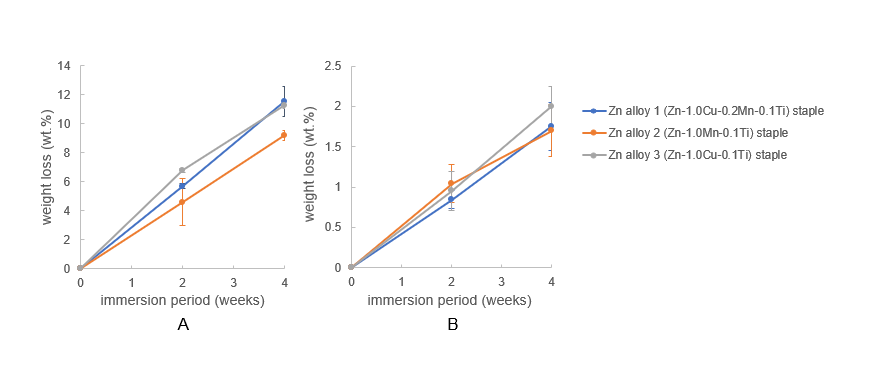 14
12
10
8
6
4
2
0
weight loss (wt.%)
0 1 2 3 4
immersion period (weeks)
A
2.5
2
1.5
1
0.5
0
weight loss (wt.%)
0 1 2 3 4
immersion period (weeks)
B
Zn alloy 1 (Zn-1.0Cu-0.2Mn-0.1Ti) staple
Zn alloy 2 (Zn-1.0Mn-0.1Ti) staple
Zn alloy 3 (Zn-1.0Cu-0.1Ti) staple